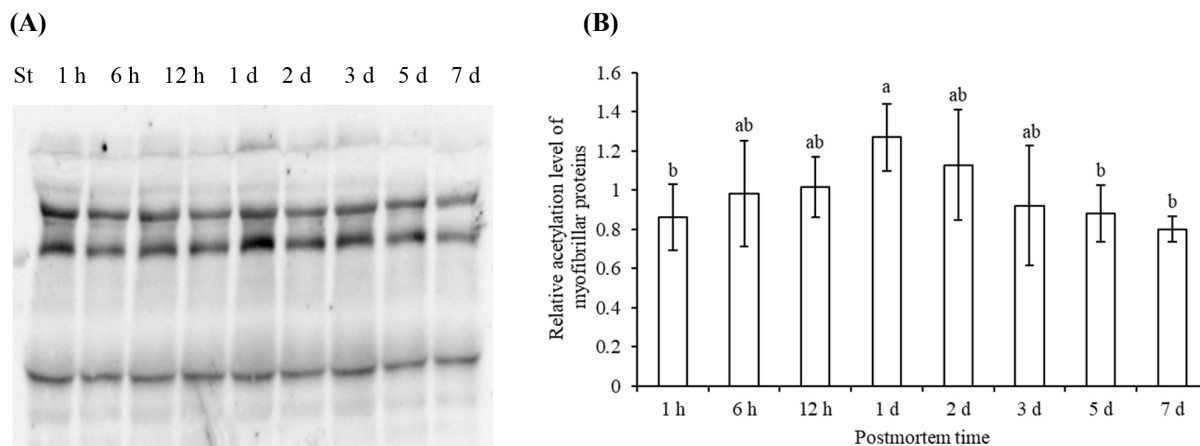 (A)
St 1 h 6 h 12 h 1 d 2 d 3 d 5 d 7 d
(B)
Relative acetylation level of
myofibrillar proteins
1.6
1.4
1.2
1
0.8
0.6
0.4
0.2
0
b
ab
ab
a
ab
ab
b
b
1 h 6 h 12 h 1 d 2 d 3 d 5 d 7 d
Postmortem time